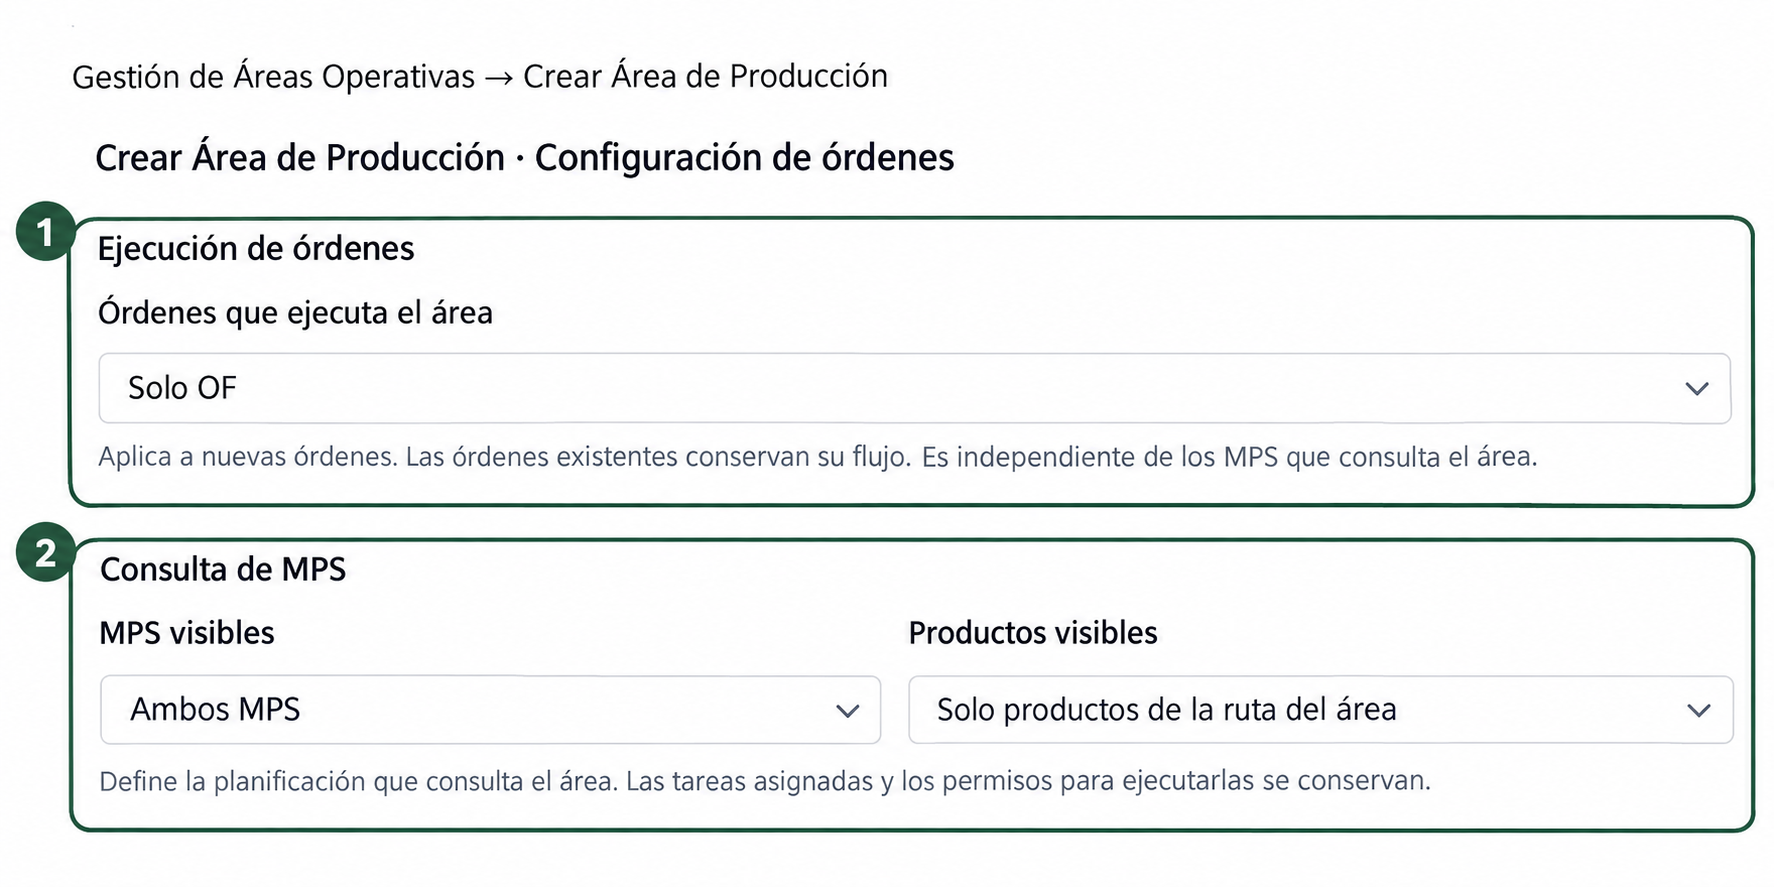 Gestión de Áreas Operativas → Crear Área de Producción
Crear Área de Producción · Configuración de órdenes
1
Ejecución de órdenes
Órdenes que ejecuta el área
Solo OF
Aplica a nuevas órdenes. Las órdenes existentes conservan su flujo. Es independiente de los MPS que consulta el área.
2
Consulta de MPS
MPS visibles
Productos visibles
Ambos MPS
Solo productos de la ruta del área
Define la planificación que consulta el área. Las tareas asignadas y los permisos para ejecutarlas se conservan.